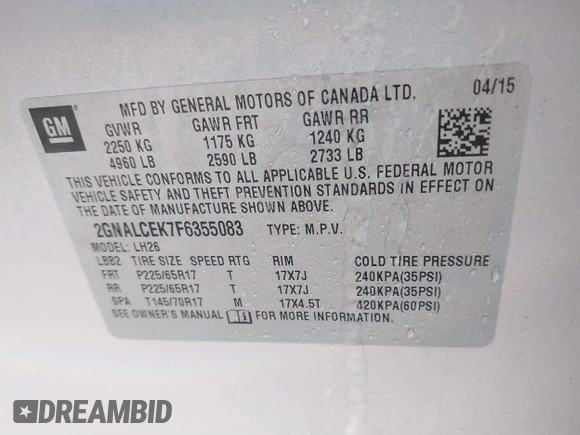 GM
MFD BY GENERAL MOTORS OF CANADA LTD. 04/15
GVWR GAWR FRT GAWR RR
2250 KG 1175 KG 1240 KG
4960 LB 2590 LB 2733 LB
THIS VEHICLE CONFORMS TO ALL APPLICABLE U.S. FEDERAL MOTOR
VEHICLE SAFETY AND THEFT PREVENTION STANDARDS IN EFFECT ON
THE DATE OF MANUFACTURE SHOWN ABOVE.
2GNALCEK7F6355083 TYPE: M.P.V.
MODEL: LH26
LBB2 TIRE SIZE SPEED RTG RIM COLD TIRE PRESSURE
FRT P225/65R17 T 17X7J 240KPA(35PSI)
RR P225/65R17 T 17X7J 240KPA(35PSI)
SPA T145/70R17 M 17X4.5T 420KPA(60PSI)
SEE OWNER'S MANUAL FOR MORE INFORMATION.
DREAMBID